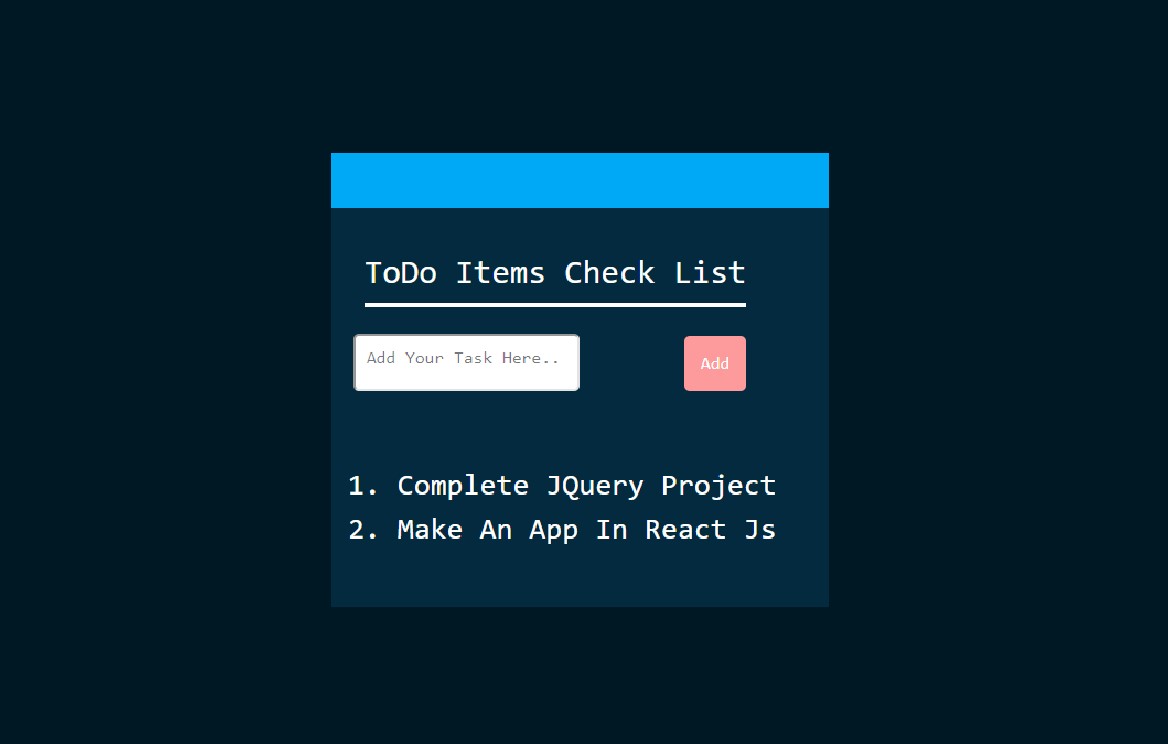 ToDo Items Check List
Add Your Task Here..
Add
1. Complete JQuery Project
2. Make An App In React Js